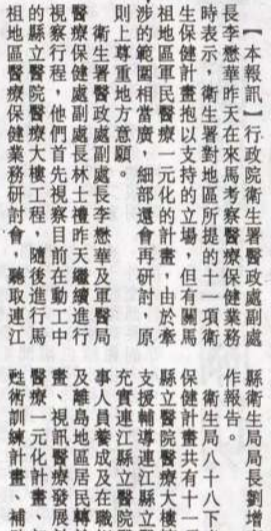 【本報訊】行政院衛生署醫政處副處
長李懋華昨天在來馬考察醫療保健業務
時表示,衛生署對地區所提的十一項衛
生保健計畫抱以支持的立場,但有關馬
祖地區軍民醫療一元化的計畫,由於牽
涉的範圍相當廣,細部還會再研討,原
則上尊重地方意願。
衛生署醫政處副處長李懋華及軍醫局
醫療保健處副處長林士禮昨天繼續進行
視察行程,他們首先視察目前在動工中
的縣立醫院醫療大樓工程,隨後進行馬
祖地區醫療保健業務研討會,聽取連江
縣衛生局局長劉增
作報告。
衛生局八十八下
保健計畫共有十一
縣立醫院醫療大樓
支援輔導連江縣立
充實連江縣立醫院
事人員養成及在職
及離島地區居民轉
畫、視訊醫療發展
醫療一元化計畫、
甦術訓練計畫、補